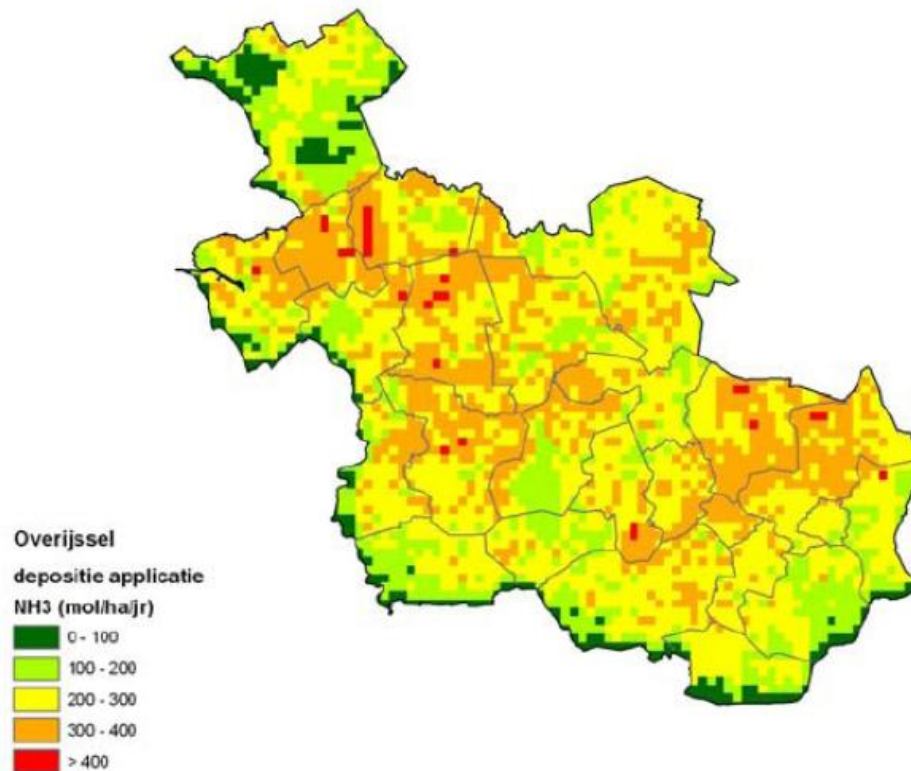 Overijssel
depositie applicatie
NH3 (mol/ha/jr)
0 - 100
100 - 200
200 - 300
300 - 400
> 400